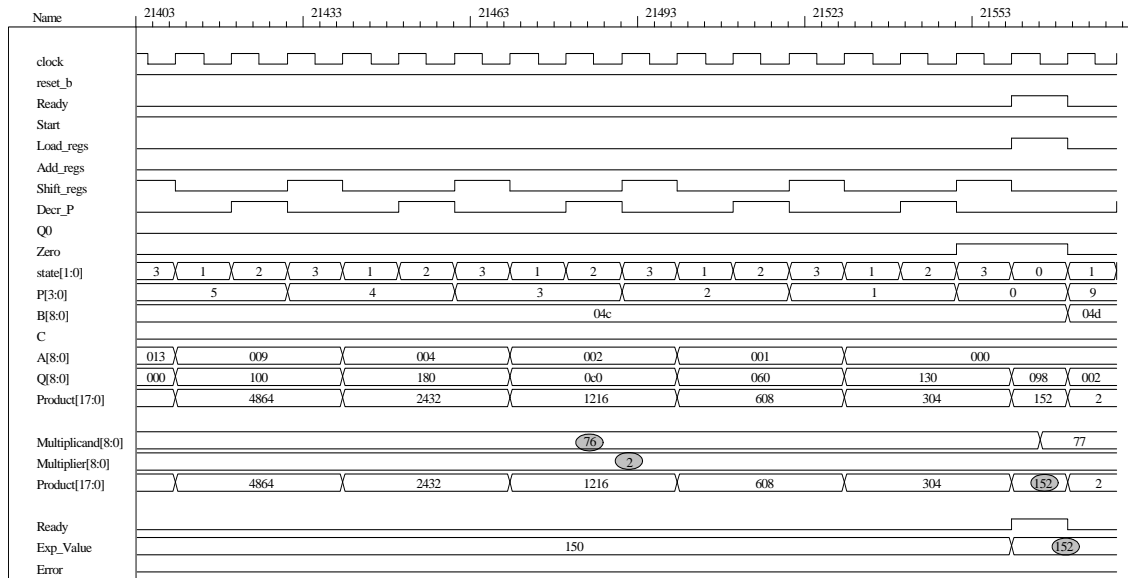 Name 21403 21433 21463 21493 21523 21553
clock
reset_b
Ready
Start
Load_regs
Add_regs
Shift_regs
Decr_P
Q0
Zero
state[1:0] 3 1 2 3 1 2 3 1 2 3 1 2 3 1 2 3 0 1
P[3:0] 5 4 3 2 1 0 9
B[8:0] 04c 04d
C
A[8:0] 013 009 004 002 001 000
Q[8:0] 000 100 180 0c0 060 130 098 002
Product[17:0] 4864 2432 1216 608 304 152 2
Multiplicand[8:0] 76 77
Multiplier[8:0] 2
Product[17:0] 4864 2432 1216 608 304 152 2
Ready
Exp_Value 150 152
Error